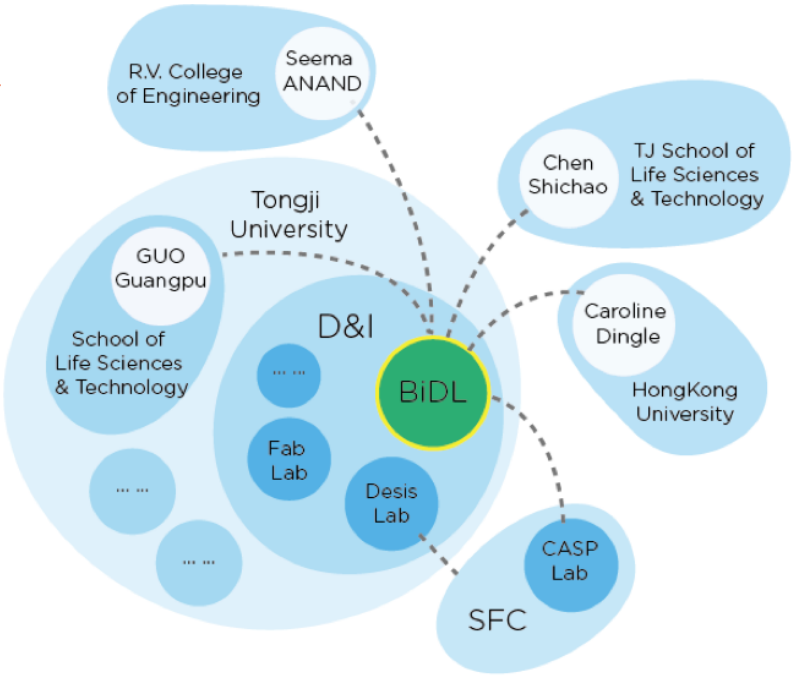 R.V. College
of Engineering
Seema
ANAND
Chen
Shichao
TJ School of
Life Sciences
& Technology
Tongji
University
GUO
Guangpu
School of
Life Sciences
& Technology
D&I
... ...
BiDL
Caroline
Dingle
HongKong
University
Fab
Lab
Desis
Lab
... ...
... ...
CASP
Lab
SFC